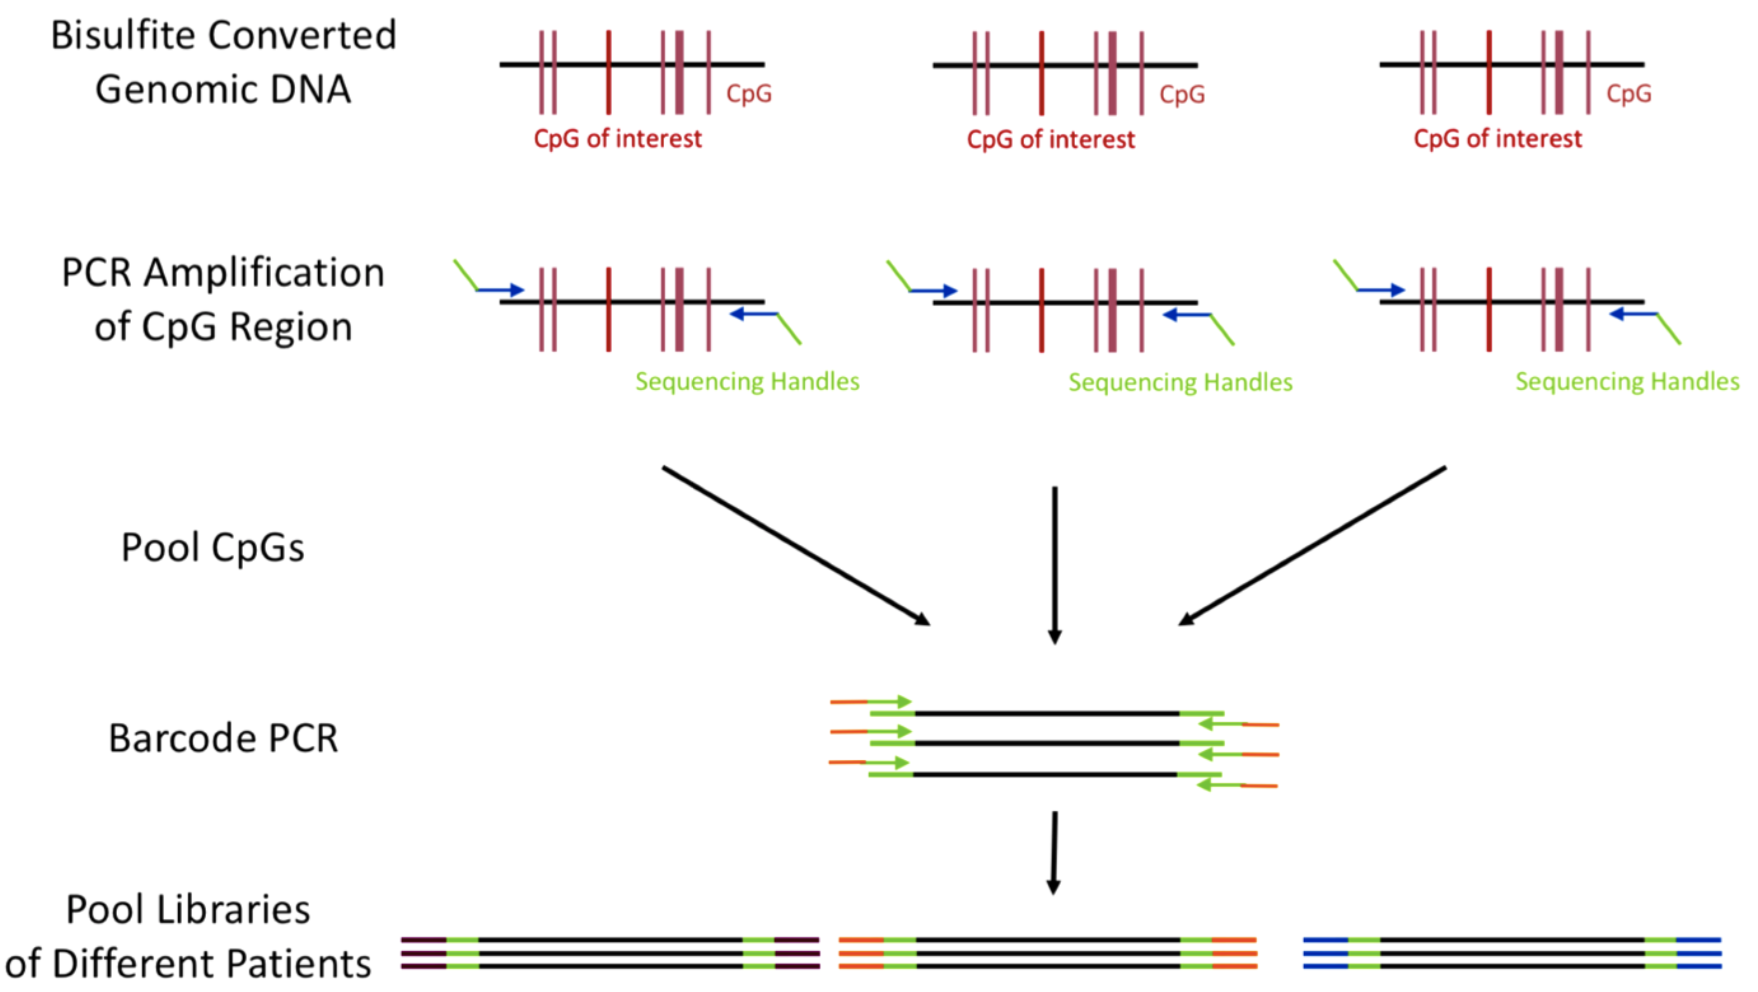 Bisulfite Converted
Genomic DNA
CpG
CpG of interest
CpG
CpG of interest
CpG
CpG of interest
PCR Amplification
of CpG Region
Sequencing Handles
Sequencing Handles
Sequencing Handles
Pool CpGs
Barcode PCR
Pool Libraries
of Different Patients